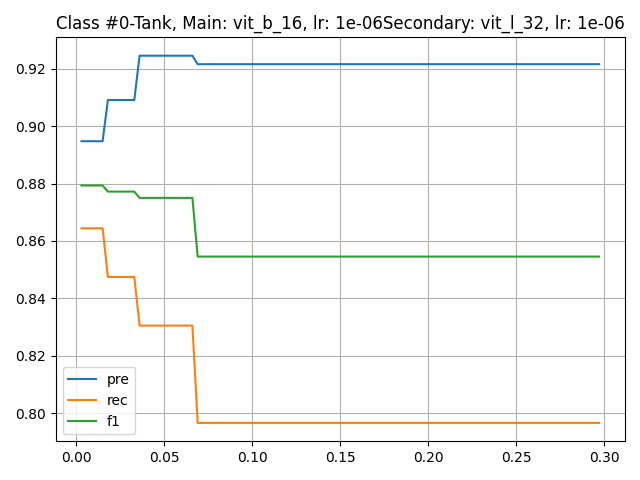 Class #0-Tank, Main: vit_b_16, lr: 1e-06Secondary: vit_l_32, lr: 1e-06
0.92
0.90
0.88
0.86
0.84
0.82
0.80
pre
rec
f1
0.00 0.05 0.10 0.15 0.20 0.25 0.30